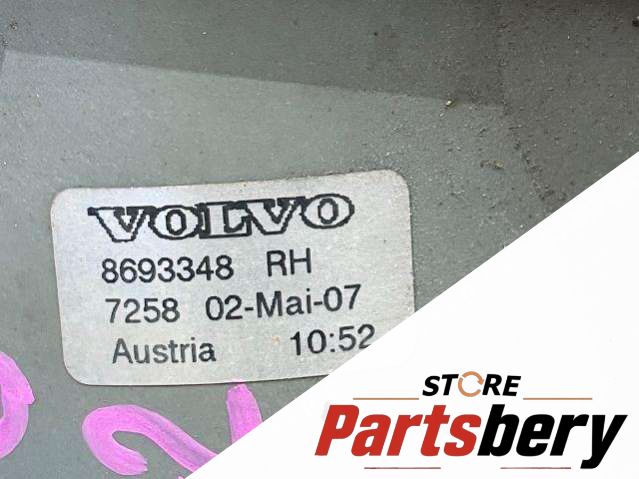 VOLVO
8693348 RH
7258 02-Mai-07
Austria 10:52
STORE
Partsbery